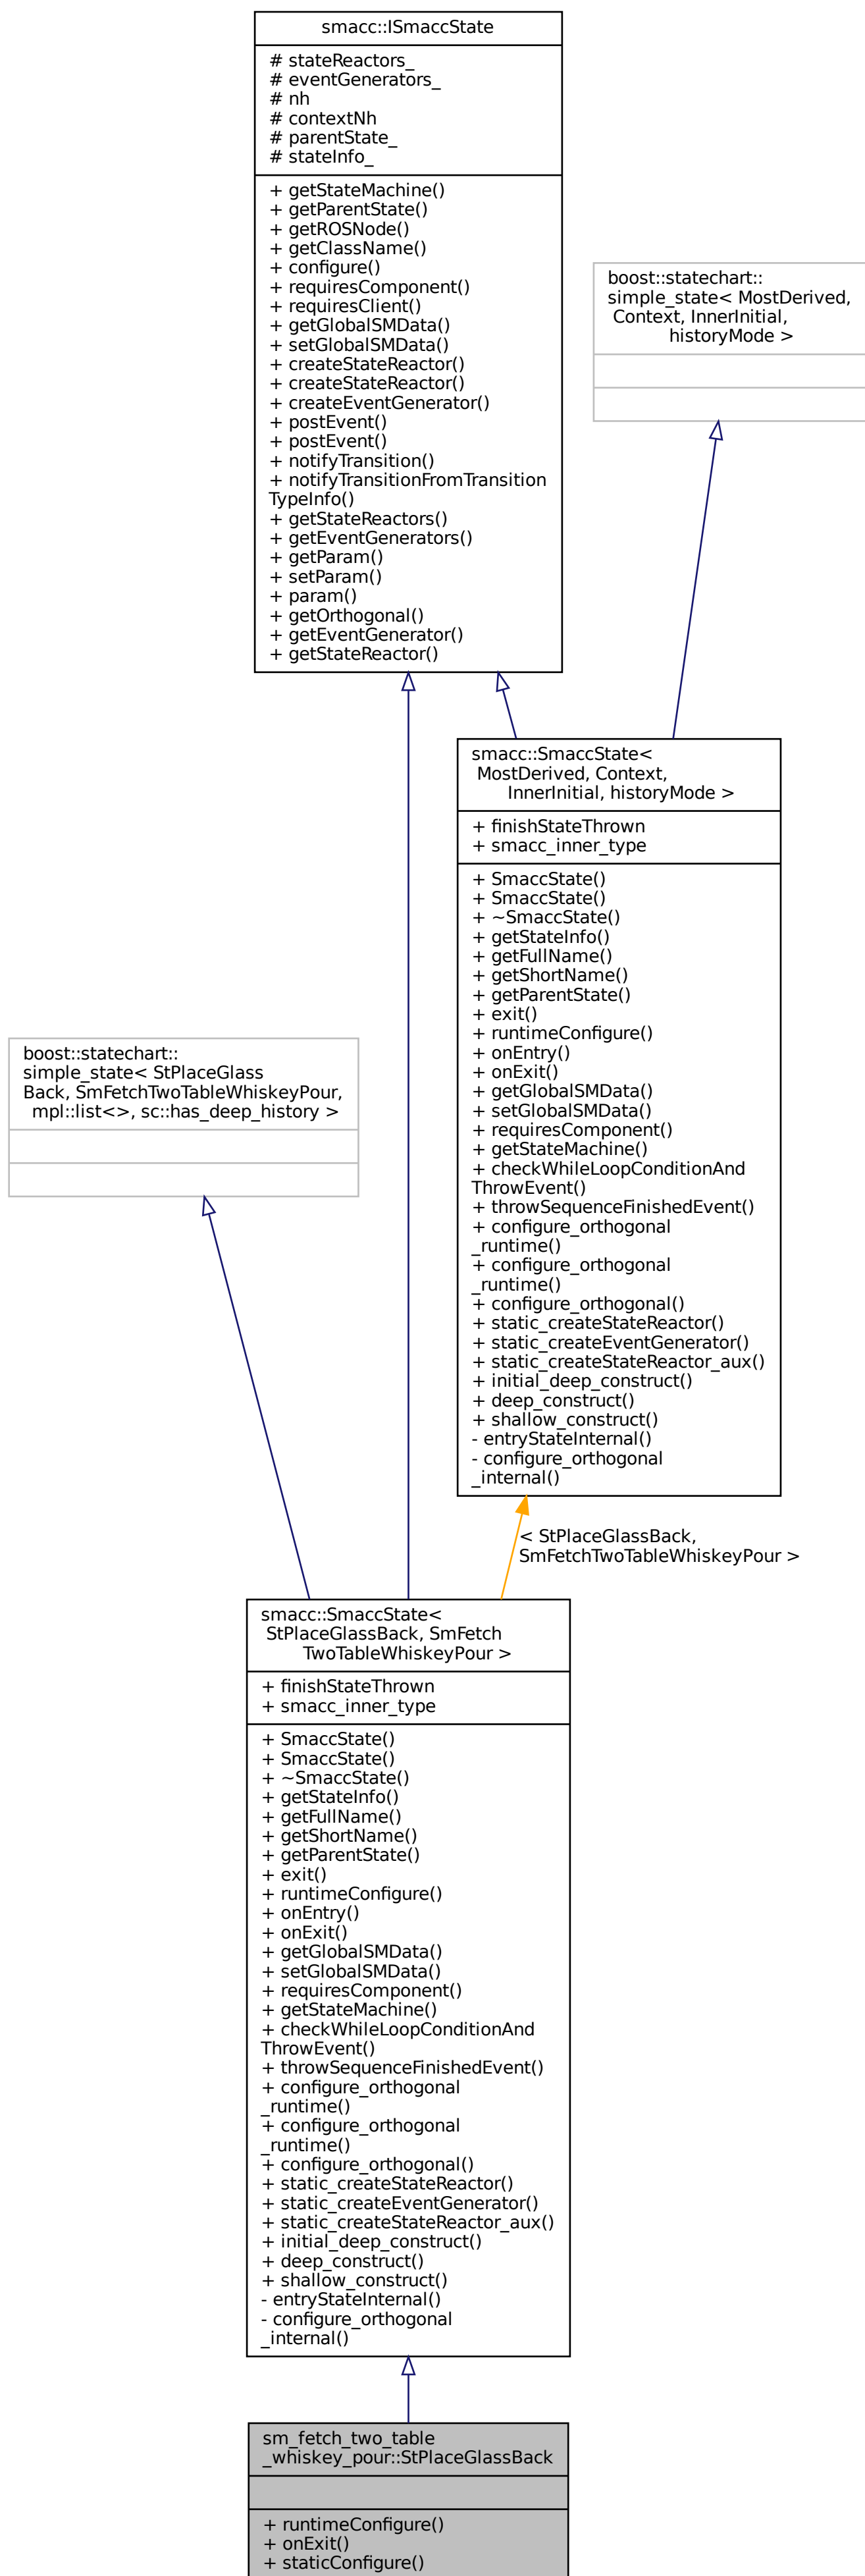 smacc::ISmaccState
# stateReactors_
# eventGenerators_
# nh
# contextNh
# parentState_
# stateInfo_
+ getStateMachine()
+ getParentState()
+ getROSNode()
+ getClassName()
+ configure()
+ requiresComponent()
+ requiresClient()
+ getGlobalSMData()
+ setGlobalSMData()
+ createStateReactor()
+ createStateReactor()
+ createEventGenerator()
+ postEvent()
+ postEvent()
+ notifyTransition()
+ notifyTransitionFromTransition
TypeInfo()
+ getStateReactors()
+ getEventGenerators()
+ getParam()
+ setParam()
+ param()
+ getOrthogonal()
+ getEventGenerator()
+ getStateReactor()
boost::statechart::
simple_state< MostDerived,
Context, InnerInitial,
historyMode >
smacc::SmaccState<
MostDerived, Context,
InnerInitial, historyMode >
+ finishStateThrown
+ smacc_inner_type
+ SmaccState()
+ SmaccState()
+ ~SmaccState()
+ getStateInfo()
+ getFullName()
+ getShortName()
+ getParentState()
+ exit()
+ runtimeConfigure()
+ onEntry()
+ onExit()
+ getGlobalSMData()
+ setGlobalSMData()
+ requiresComponent()
+ getStateMachine()
+ checkWhileLoopConditionAnd
ThrowEvent()
+ throwSequenceFinishedEvent()
+ configure_orthogonal
_runtime()
+ configure_orthogonal
_runtime()
+ configure_orthogonal()
+ static_createStateReactor()
+ static_createEventGenerator()
+ static_createStateReactor_aux()
+ initial_deep_construct()
+ deep_construct()
+ shallow_construct()
- entryStateInternal()
- configure_orthogonal
_internal()
boost::statechart::
simple_state< StPlaceGlass
Back, SmFetchTwoTableWhiskeyPour,
mpl::list<>, sc::has_deep_history >
< StPlaceGlassBack,
SmFetchTwoTableWhiskeyPour >
smacc::SmaccState<
StPlaceGlassBack, SmFetch
TwoTableWhiskeyPour >
+ finishStateThrown
+ smacc_inner_type
+ SmaccState()
+ SmaccState()
+ ~SmaccState()
+ getStateInfo()
+ getFullName()
+ getShortName()
+ getParentState()
+ exit()
+ runtimeConfigure()
+ onEntry()
+ onExit()
+ getGlobalSMData()
+ setGlobalSMData()
+ requiresComponent()
+ getStateMachine()
+ checkWhileLoopConditionAnd
ThrowEvent()
+ throwSequenceFinishedEvent()
+ configure_orthogonal
_runtime()
+ configure_orthogonal
_runtime()
+ configure_orthogonal()
+ static_createStateReactor()
+ static_createEventGenerator()
+ static_createStateReactor_aux()
+ initial_deep_construct()
+ deep_construct()
+ shallow_construct()
- entryStateInternal()
- configure_orthogonal
_internal()
sm_fetch_two_table
_whiskey_pour::StPlaceGlassBack
+ runtimeConfigure()
+ onExit()
+ staticConfigure()